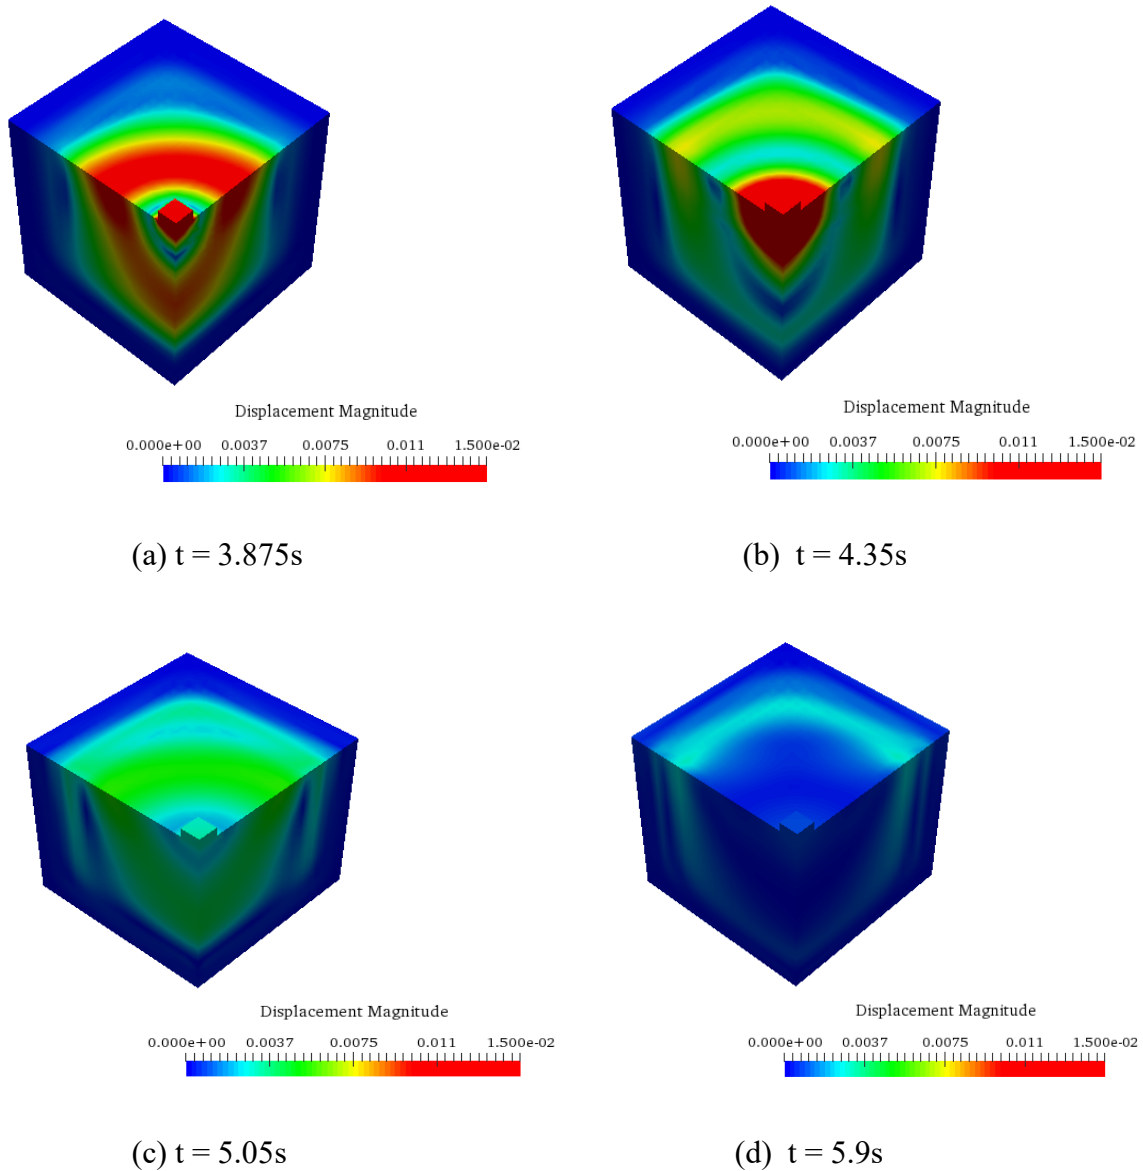 Displacement Magnitude
0.000e+00 0.0037 0.0075 0.011 1.500e-02
(a) t = 3.875s
Displacement Magnitude
0.000e+00 0.0037 0.0075 0.011 1.500e-02
(b) t = 4.35s
Displacement Magnitude
0.000e+00 0.0037 0.0075 0.011 1.500e-02
(c) t = 5.05s
Displacement Magnitude
0.000e+00 0.0037 0.0075 0.011 1.500e-02
(d) t = 5.9s